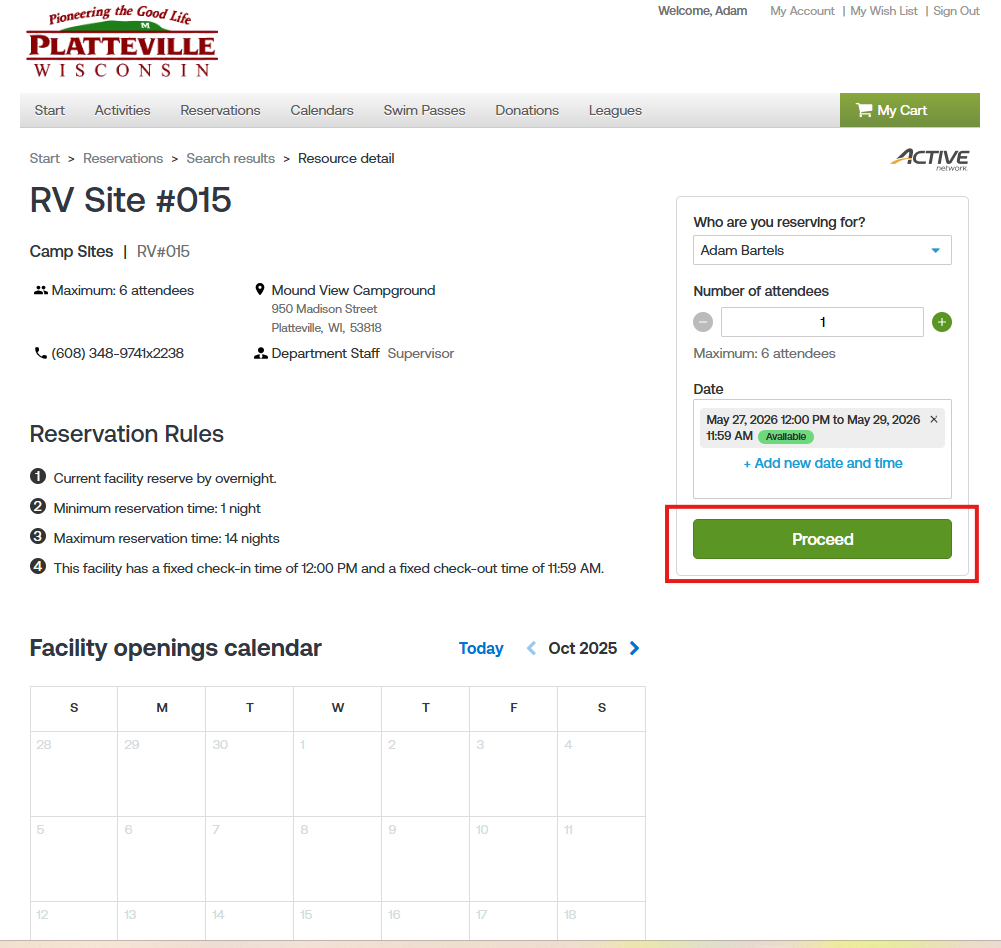 Pioneering the Good Life
M
PLATTEVILLE
WISCONSIN
Welcome, Adam My Account | My Wish List | Sign Out
Start Activities Reservations Calendars Swim Passes Donations Leagues My Cart
Start > Reservations > Search results > Resource detail
ACTIVE
network.
RV Site #015
Camp Sites | RV#015
Maximum: 6 attendees
Mound View Campground
950 Madison Street
Platteville, WI, 53818
(608) 348-9741x2238
Department Staff Supervisor
Who are you reserving for?
Adam Bartels
Number of attendees
− 1 +
Maximum: 6 attendees
Date
May 27, 2026 12:00 PM to May 29, 2026 ×
11:59 AM Available
+ Add new date and time
Proceed
Reservation Rules
1 Current facility reserve by overnight.
2 Minimum reservation time: 1 night
3 Maximum reservation time: 14 nights
4 This facility has a fixed check-in time of 12:00 PM and a fixed check-out time of 11:59 AM.
Facility openings calendar
Today < Oct 2025 >
S M T W T F S
28 29 30 1 2 3 4
5 6 7 8 9 10 11
12 13 14 15 16 17 18